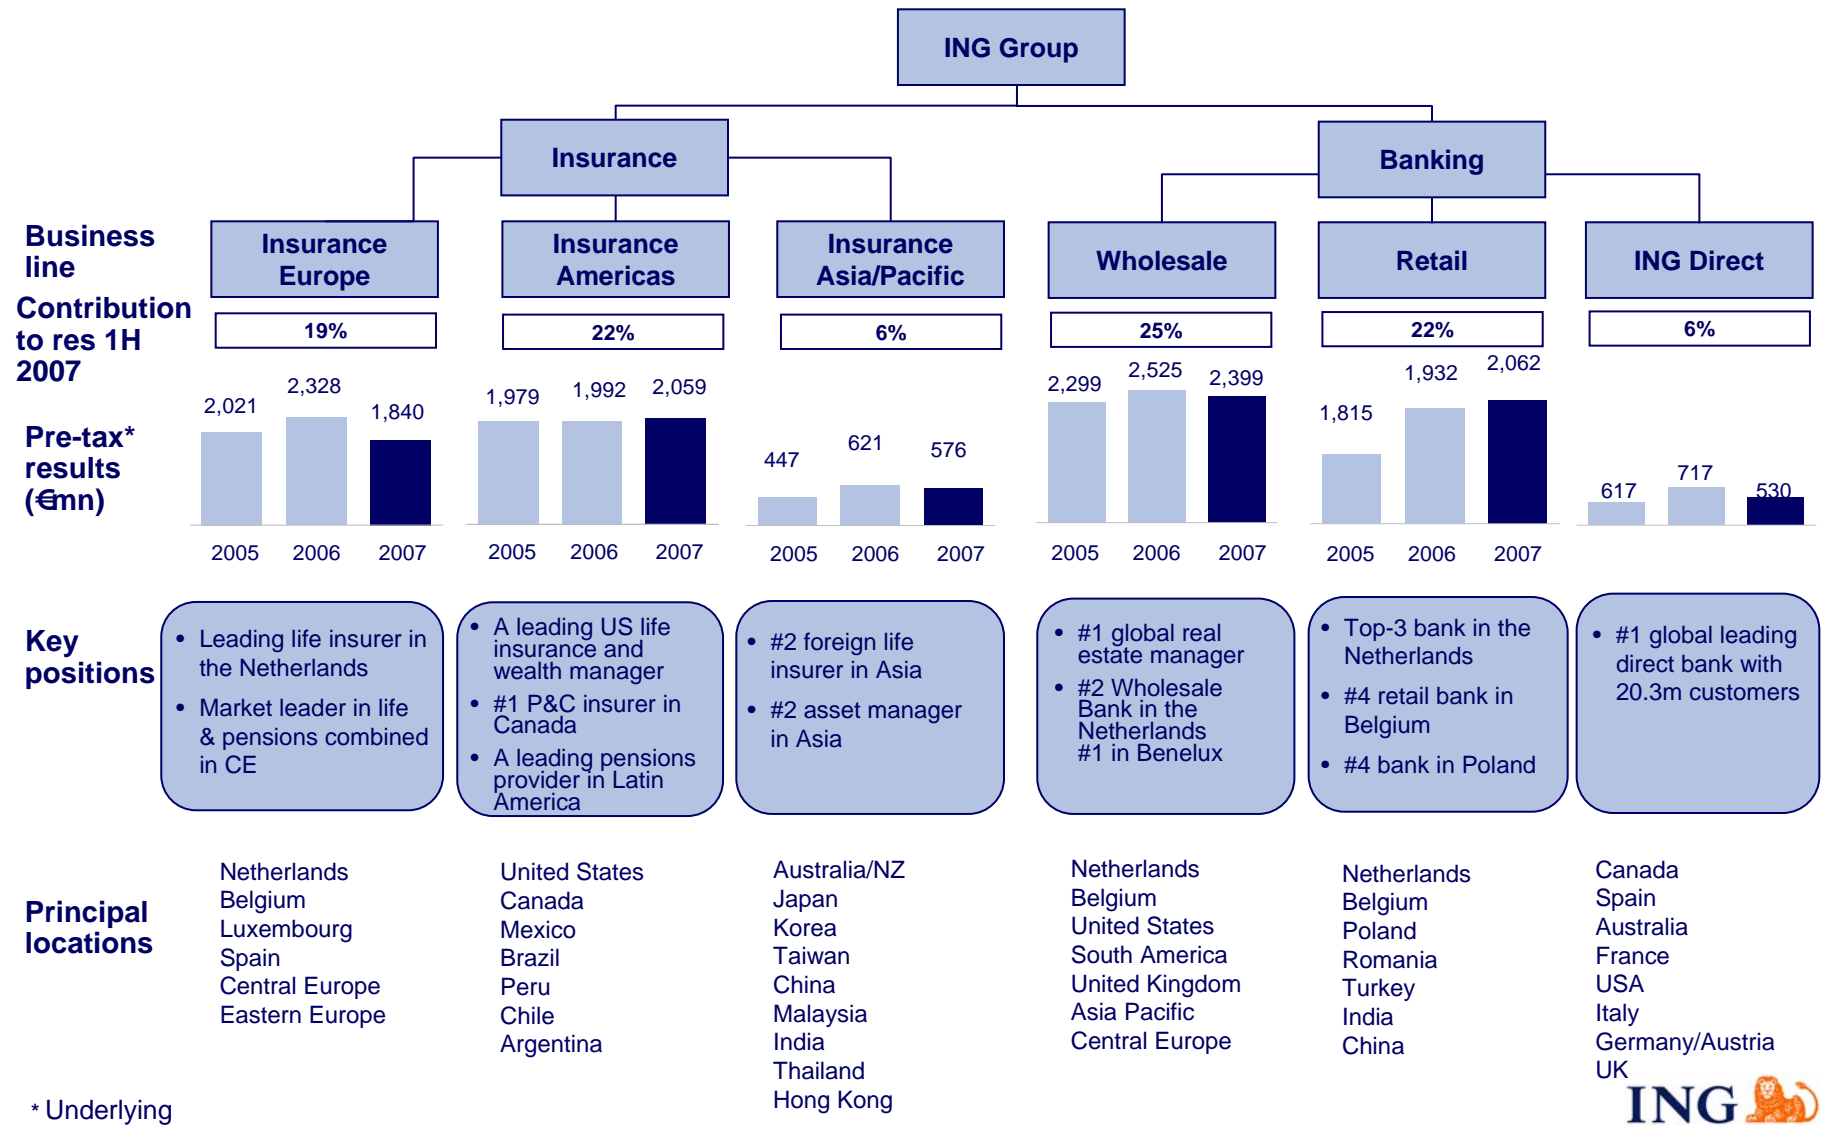 ING Group
Insurance
Banking
Business
line
Insurance
Europe
Insurance
Americas
Insurance
Asia/Pacific
Wholesale
Retail
ING Direct
Contribution
to res 1H
2007
19%
22%
6%
25%
22%
6%
Pre-tax*
results
(€mn)
2,021
2,328
1,840
2005
2006
2007
1,979
1,992
2,059
2005
2006
2007
447
621
576
2005
2006
2007
2,299
2,525
2,399
2005
2006
2007
1,815
1,932
2,062
2005
2006
2007
617
717
530
Key
positions
• Leading life insurer in
the Netherlands
• Market leader in life
& pensions combined
in CE
• A leading US life
insurance and
wealth manager
• #1 P&C insurer in
Canada
• A leading pensions
provider in Latin
America
• #2 foreign life
insurer in Asia
• #2 asset manager
in Asia
• #1 global real
estate manager
• #2 Wholesale
Bank in the
Netherlands
#1 in Benelux
• Top-3 bank in the
Netherlands
• #4 retail bank in
Belgium
• #4 bank in Poland
• #1 global leading
direct bank with
20.3m customers
Principal
locations
Netherlands
Belgium
Luxembourg
Spain
Central Europe
Eastern Europe
United States
Canada
Mexico
Brazil
Peru
Chile
Argentina
Australia/NZ
Japan
Korea
Taiwan
China
Malaysia
India
Thailand
Hong Kong
Netherlands
Belgium
United States
South America
United Kingdom
Asia Pacific
Central Europe
Netherlands
Belgium
Poland
Romania
Turkey
India
China
Canada
Spain
Australia
France
USA
Italy
Germany/Austria
UK
* Underlying
ING